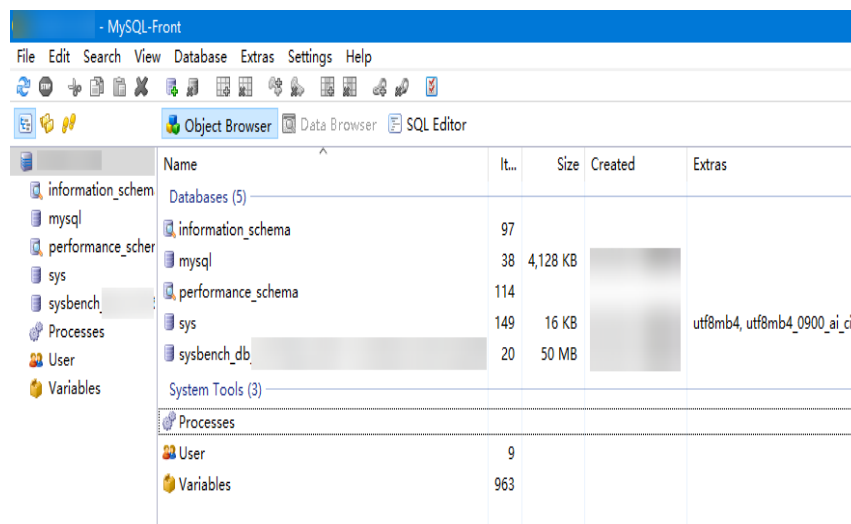 - MySQL-Front
File Edit Search View Database Extras Settings Help
STOP
Object Browser Data Browser SQL Editor
Name It... Size Created Extras
Databases (5)
information_schem
information_schema 97
mysql
mysql 38 4,128 KB
performance_scher
performance_schema 114
sys
sys 149 16 KB utf8mb4, utf8mb4_0900_ai_ci
sysbench_
sysbench_db_ 20 50 MB
Processes
User
Variables
System Tools (3)
Processes
User 9
Variables 963